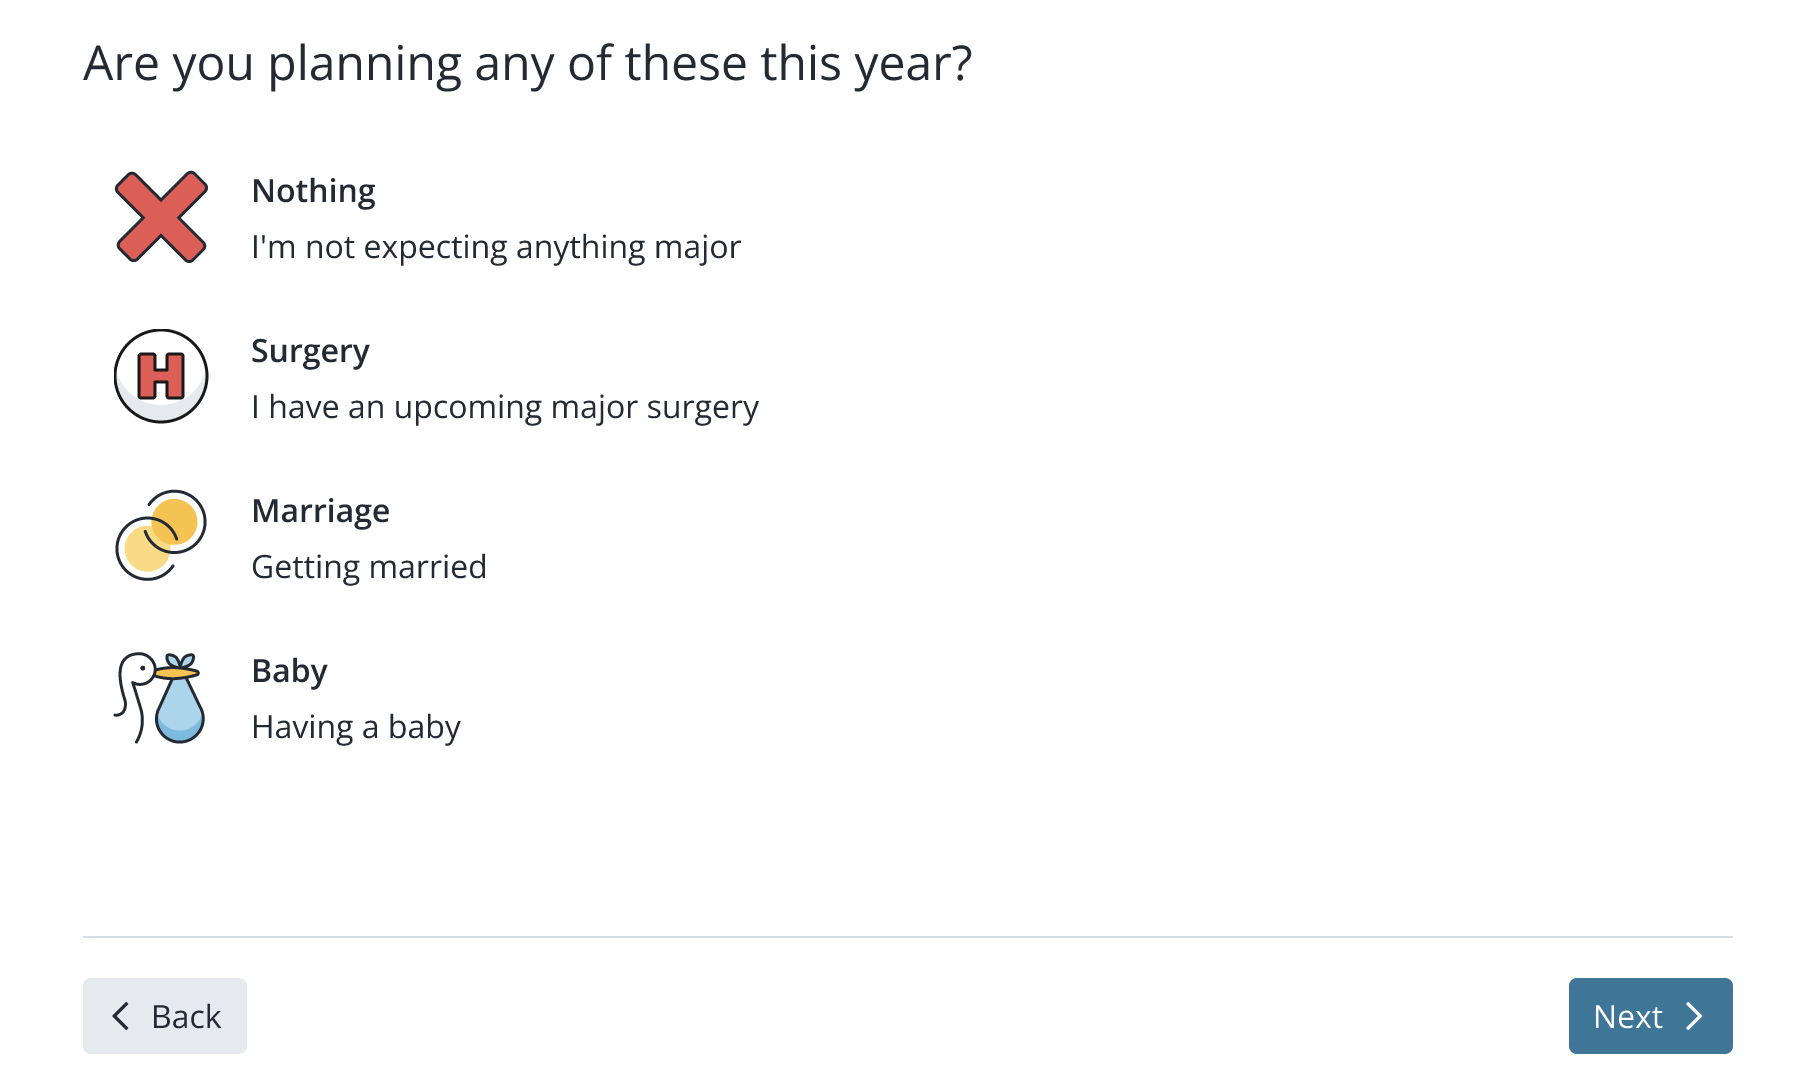 Are you planning any of these this year?
Nothing
I'm not expecting anything major
H
Surgery
I have an upcoming major surgery
Marriage
Getting married
Baby
Having a baby
Back
Next